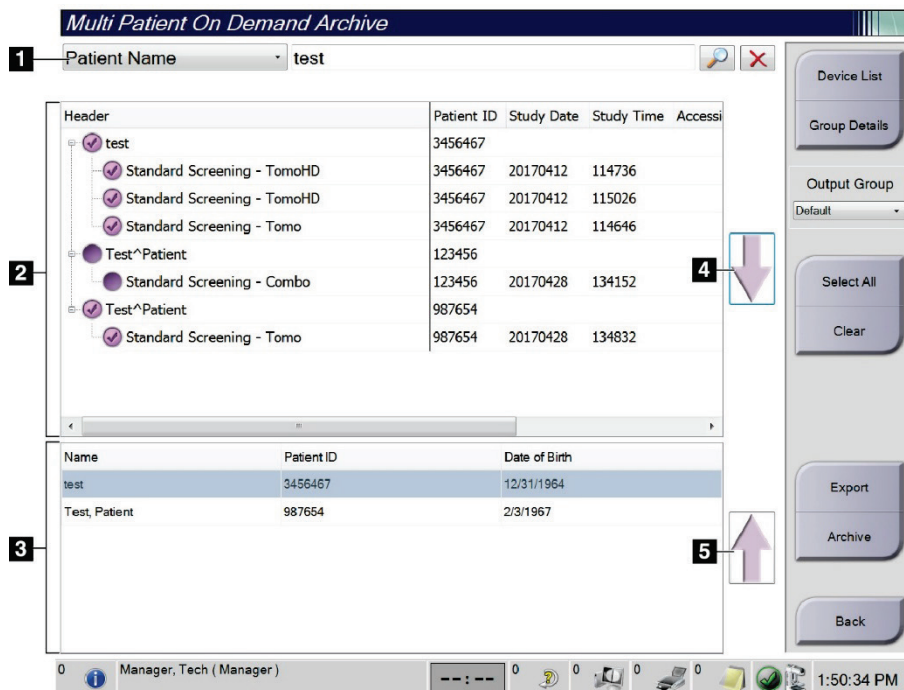 Multi Patient On Demand Archive
1 Patient Name test
Device List
Group Details
Output Group
Default
Select All
Clear
Export
Archive
Back
2
Header Patient ID Study Date Study Time Accessi
test 3456467
Standard Screening - TomoHD 3456467 20170412 114736
Standard Screening - TomoHD 3456467 20170412 115026
Standard Screening - Tomo 3456467 20170412 114646
Test^Patient 123456
Standard Screening - Combo 123456 20170428 134152
Test^Patient 987654
Standard Screening - Tomo 987654 20170428 134832
4
3
Name Patient ID Date of Birth
test 3456467 12/31/1964
Test, Patient 987654 2/3/1967
5
0 Manager, Tech ( Manager ) --:-- 0 0 0 0 1:50:34 PM